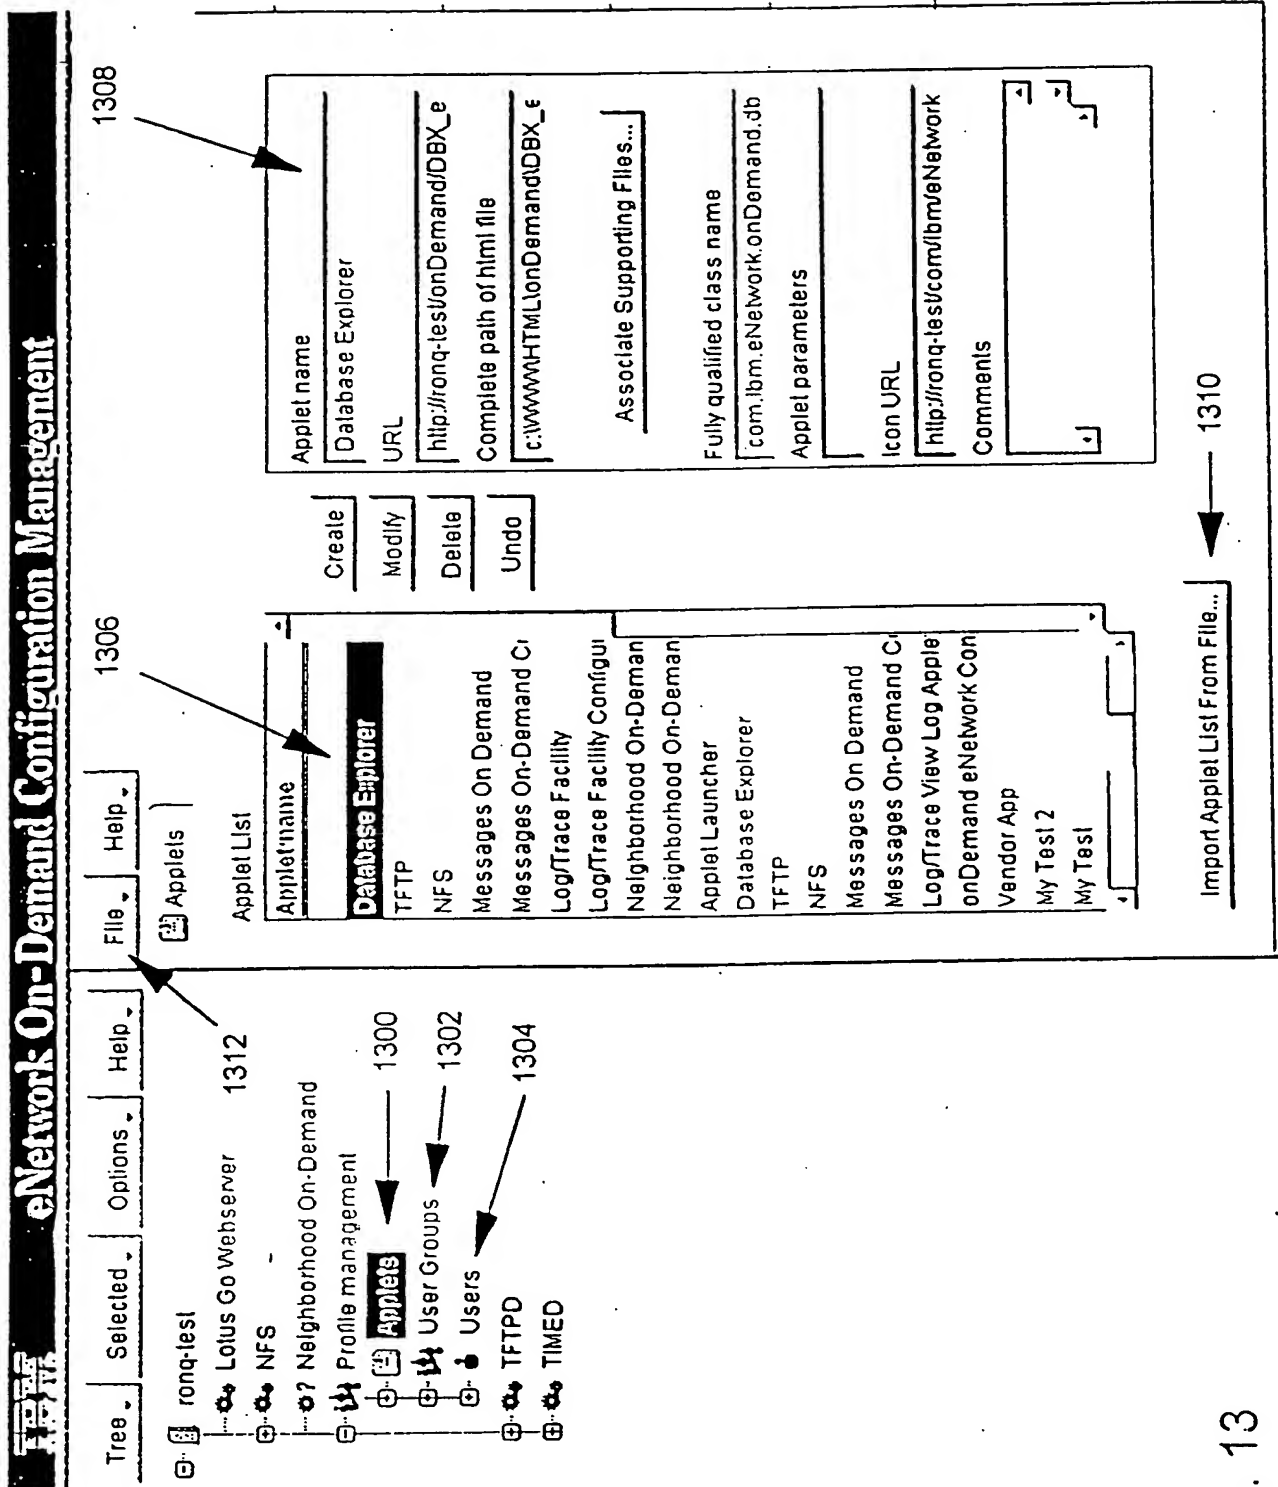 IBM eNetwork On-Demand Configuration Management
Tree Selected Options Help
ronq-test
Lotus Go Webserver
NFS
? Neighborhood On-Demand
Profile management
Applets
User Groups
Users
TFTPD
TIMED
1312
1300
1302
1304
File Help
Applets
Applet List
Applet name
Database Explorer
TFTP
NFS
Messages On Demand
Messages On-Demand C
Log/Trace Facility
Log/Trace Facility Configu
Neighborhood On-Deman
Neighborhood On-Deman
Applet Launcher
Database Explorer
TFTP
NFS
Messages On Demand
Messages On-Demand C
Log/Trace View Log Apple
onDemand eNetwork Con
Vendor App
My Test 2
My Test
Import Applet List From File...
1306
Create
Modify
Delete
Undo
1308
Applet name
Database Explorer
URL
http://ronq-test/onDemand/DBX_e
Complete path of html file
c:\WWW\HTML\onDemand\DBX_e
Associate Supporting Files...
Fully qualified class name
com.ibm.eNetwork.onDemand.db
Applet parameters
Icon URL
http://ronq-test/com/ibm/eNetwork
Comments
1310
13